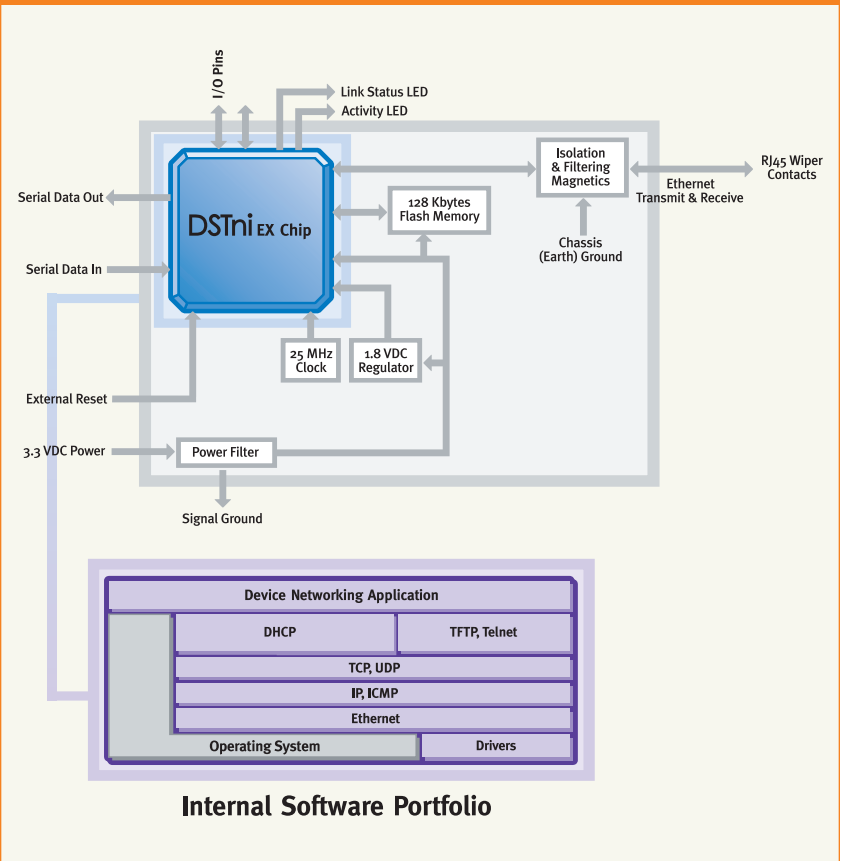 I/O Pins
Link Status LED
Activity LED
Isolation
& Filtering
Magnetics
RJ45 Wiper
Contacts
Ethernet
Transmit & Receive
Serial Data Out
128 Kbytes
Flash Memory
DSTni EX Chip
Chassis
(Earth) Ground
Serial Data In
25 MHz
Clock
1.8 VDC
Regulator
External Reset
3.3 VDC Power
Power Filter
Signal Ground
Device Networking Application
DHCP
TFTP, Telnet
TCP, UDP
IP, ICMP
Ethernet
Operating System
Drivers
Internal Software Portfolio